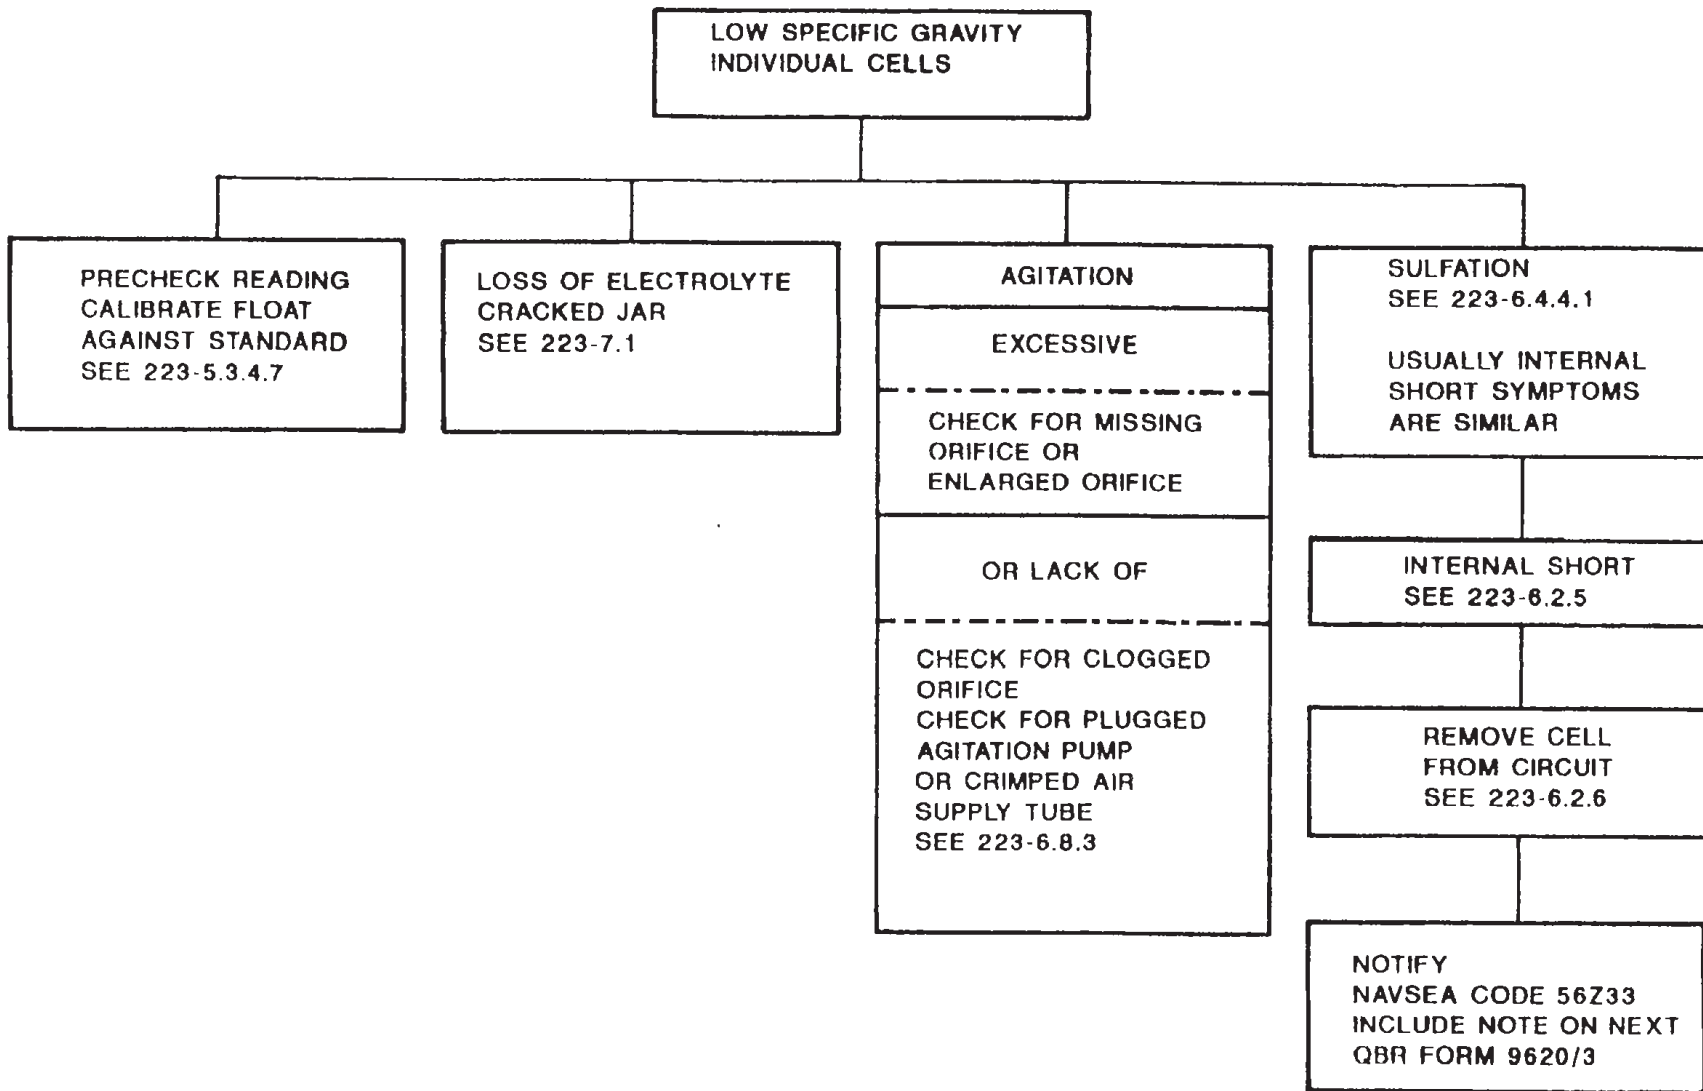 LOW SPECIFIC GRAVITY
INDIVIDUAL CELLS
PRECHECK READING
CALIBRATE FLOAT
AGAINST STANDARD
SEE 223-5.3.4.7
LOSS OF ELECTROLYTE
CRACKED JAR
SEE 223-7.1
AGITATION
EXCESSIVE
CHECK FOR MISSING
ORIFICE OR
ENLARGED ORIFICE
OR LACK OF
CHECK FOR CLOGGED
ORIFICE
CHECK FOR PLUGGED
AGITATION PUMP
OR CRIMPED AIR
SUPPLY TUBE
SEE 223-6.8.3
SULFATION
SEE 223-6.4.4.1
USUALLY INTERNAL
SHORT SYMPTOMS
ARE SIMILAR
INTERNAL SHORT
SEE 223-6.2.5
REMOVE CELL
FROM CIRCUIT
SEE 223-6.2.6
NOTIFY
NAVSEA CODE 56Z33
INCLUDE NOTE ON NEXT
QBR FORM 9620/3